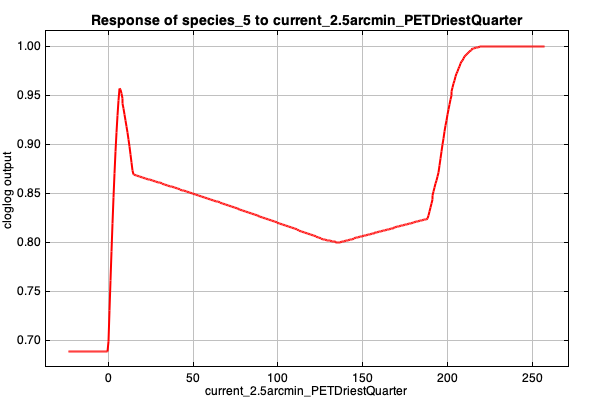 Response of species_5 to current_2.5arcmin_PETDriestQuarter
1.00
0.95
0.90
0.85
0.80
0.75
0.70
cloglog output
0 50 100 150 200 250
current_2.5arcmin_PETDriestQuarter